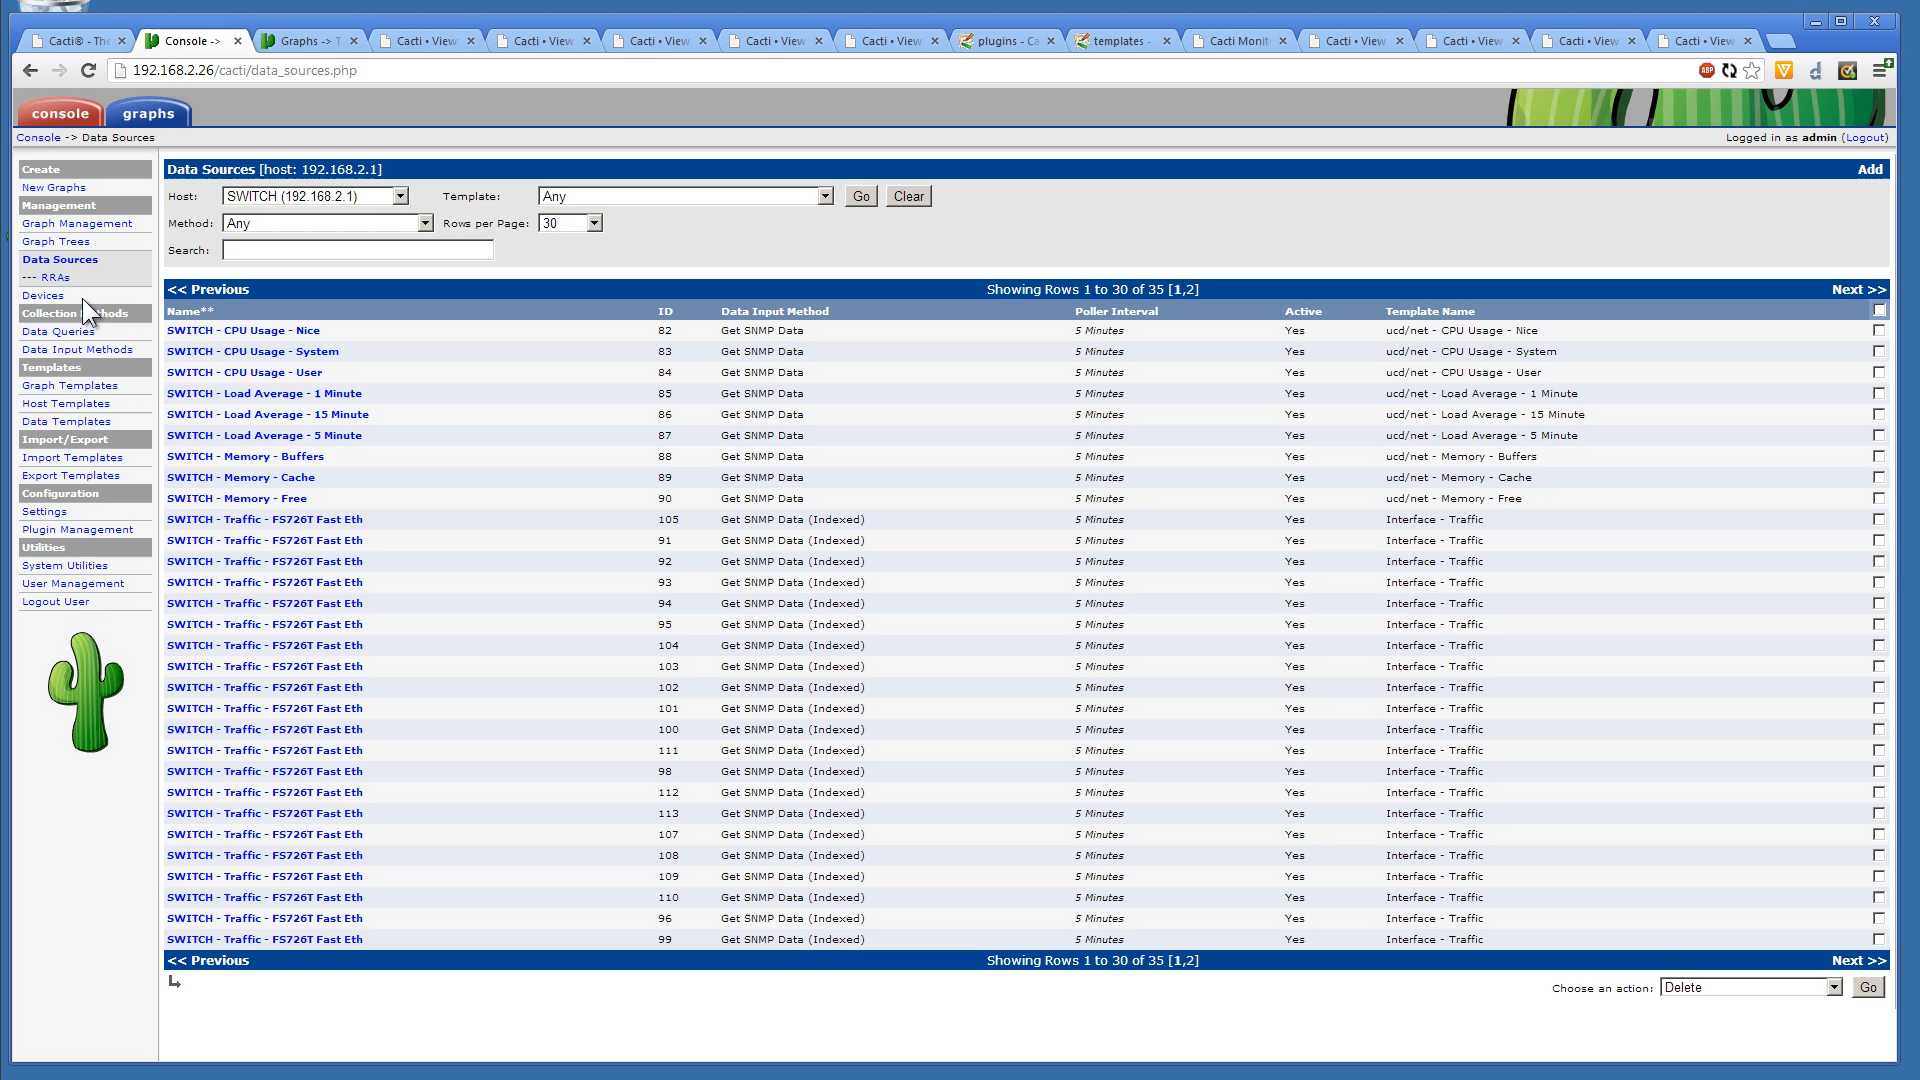 Cacti® - The
Console ->
Graphs -> T
Cacti • View
Cacti • View
Cacti • View
Cacti • View
Cacti • View
plugins - Ca
templates -
Cacti Monit
Cacti • View
Cacti • View
Cacti • View
Cacti • View
192.168.2.26/cacti/data_sources.php
ABP
console
graphs
Console -> Data Sources
Logged in as admin (Logout)
Create
New Graphs
Management
Graph Management
Graph Trees
Data Sources
--- RRAs
Devices
Collection
Data Queries
Data Input Methods
Templates
Graph Templates
Host Templates
Data Templates
Import/Export
Import Templates
Export Templates
Configuration
Settings
Plugin Management
Utilities
System Utilities
User Management
Logout User
Data Sources [host: 192.168.2.1]
Add
Host: SWITCH (192.168.2.1) Template: Any Go Clear
Method: Any Rows per Page: 30
Search:
<< Previous Showing Rows 1 to 30 of 35 [1,2] Next >>
Name** ID Data Input Method Poller Interval Active Template Name
SWITCH - CPU Usage - Nice 82 Get SNMP Data 5 Minutes Yes ucd/net - CPU Usage - Nice
SWITCH - CPU Usage - System 83 Get SNMP Data 5 Minutes Yes ucd/net - CPU Usage - System
SWITCH - CPU Usage - User 84 Get SNMP Data 5 Minutes Yes ucd/net - CPU Usage - User
SWITCH - Load Average - 1 Minute 85 Get SNMP Data 5 Minutes Yes ucd/net - Load Average - 1 Minute
SWITCH - Load Average - 15 Minute 86 Get SNMP Data 5 Minutes Yes ucd/net - Load Average - 15 Minute
SWITCH - Load Average - 5 Minute 87 Get SNMP Data 5 Minutes Yes ucd/net - Load Average - 5 Minute
SWITCH - Memory - Buffers 88 Get SNMP Data 5 Minutes Yes ucd/net - Memory - Buffers
SWITCH - Memory - Cache 89 Get SNMP Data 5 Minutes Yes ucd/net - Memory - Cache
SWITCH - Memory - Free 90 Get SNMP Data 5 Minutes Yes ucd/net - Memory - Free
SWITCH - Traffic - FS726T Fast Eth 105 Get SNMP Data (Indexed) 5 Minutes Yes Interface - Traffic
SWITCH - Traffic - FS726T Fast Eth 91 Get SNMP Data (Indexed) 5 Minutes Yes Interface - Traffic
SWITCH - Traffic - FS726T Fast Eth 92 Get SNMP Data (Indexed) 5 Minutes Yes Interface - Traffic
SWITCH - Traffic - FS726T Fast Eth 93 Get SNMP Data (Indexed) 5 Minutes Yes Interface - Traffic
SWITCH - Traffic - FS726T Fast Eth 94 Get SNMP Data (Indexed) 5 Minutes Yes Interface - Traffic
SWITCH - Traffic - FS726T Fast Eth 95 Get SNMP Data (Indexed) 5 Minutes Yes Interface - Traffic
SWITCH - Traffic - FS726T Fast Eth 104 Get SNMP Data (Indexed) 5 Minutes Yes Interface - Traffic
SWITCH - Traffic - FS726T Fast Eth 103 Get SNMP Data (Indexed) 5 Minutes Yes Interface - Traffic
SWITCH - Traffic - FS726T Fast Eth 102 Get SNMP Data (Indexed) 5 Minutes Yes Interface - Traffic
SWITCH - Traffic - FS726T Fast Eth 101 Get SNMP Data (Indexed) 5 Minutes Yes Interface - Traffic
SWITCH - Traffic - FS726T Fast Eth 100 Get SNMP Data (Indexed) 5 Minutes Yes Interface - Traffic
SWITCH - Traffic - FS726T Fast Eth 111 Get SNMP Data (Indexed) 5 Minutes Yes Interface - Traffic
SWITCH - Traffic - FS726T Fast Eth 98 Get SNMP Data (Indexed) 5 Minutes Yes Interface - Traffic
SWITCH - Traffic - FS726T Fast Eth 112 Get SNMP Data (Indexed) 5 Minutes Yes Interface - Traffic
SWITCH - Traffic - FS726T Fast Eth 113 Get SNMP Data (Indexed) 5 Minutes Yes Interface - Traffic
SWITCH - Traffic - FS726T Fast Eth 107 Get SNMP Data (Indexed) 5 Minutes Yes Interface - Traffic
SWITCH - Traffic - FS726T Fast Eth 108 Get SNMP Data (Indexed) 5 Minutes Yes Interface - Traffic
SWITCH - Traffic - FS726T Fast Eth 109 Get SNMP Data (Indexed) 5 Minutes Yes Interface - Traffic
SWITCH - Traffic - FS726T Fast Eth 110 Get SNMP Data (Indexed) 5 Minutes Yes Interface - Traffic
SWITCH - Traffic - FS726T Fast Eth 96 Get SNMP Data (Indexed) 5 Minutes Yes Interface - Traffic
SWITCH - Traffic - FS726T Fast Eth 99 Get SNMP Data (Indexed) 5 Minutes Yes Interface - Traffic
<< Previous Showing Rows 1 to 30 of 35 [1,2] Next >>
Choose an action: Delete Go